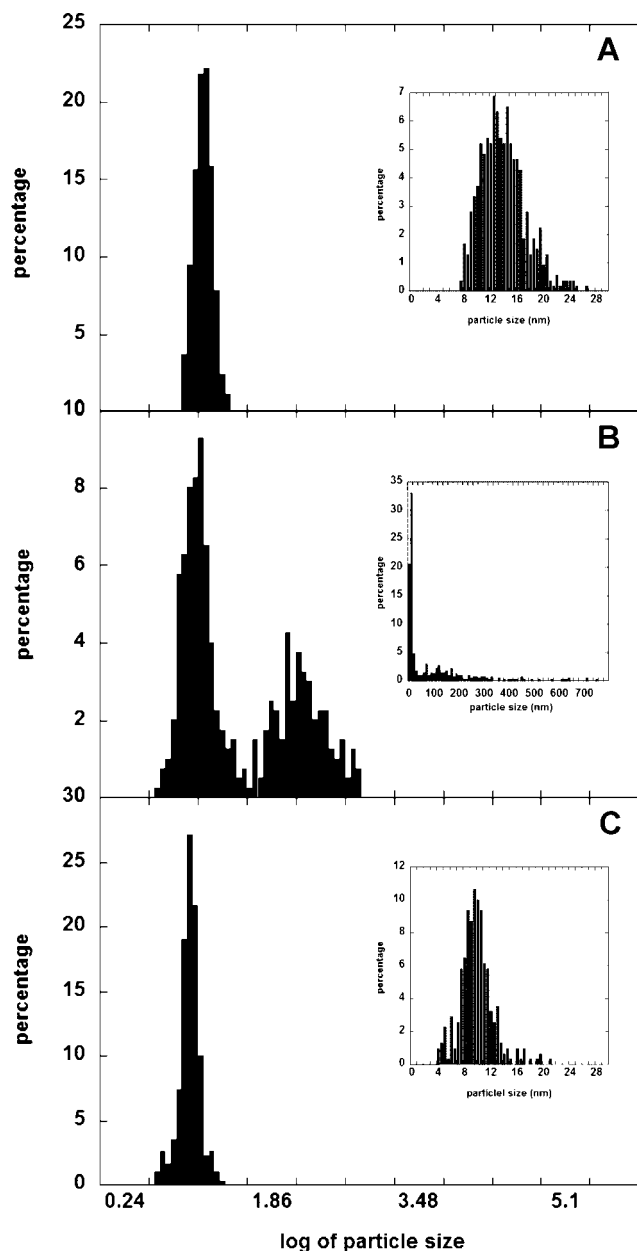 A
percentage
25
20
15
10
5
10
percentage
7
6
5
4
3
2
1
0
0 4 8 12 16 20 24 28
particle size (nm)
B
percentage
8
6
4
2
30
percentage
35
30
25
20
15
10
5
0
0 100 200 300 400 500 600 700
particle size (nm)
C
percentage
25
20
15
10
5
0
percentage
12
10
8
6
4
2
0
0 4 8 12 16 20 24 28
particlel size (nm)
0.24 1.86 3.48 5.1
log of particle size